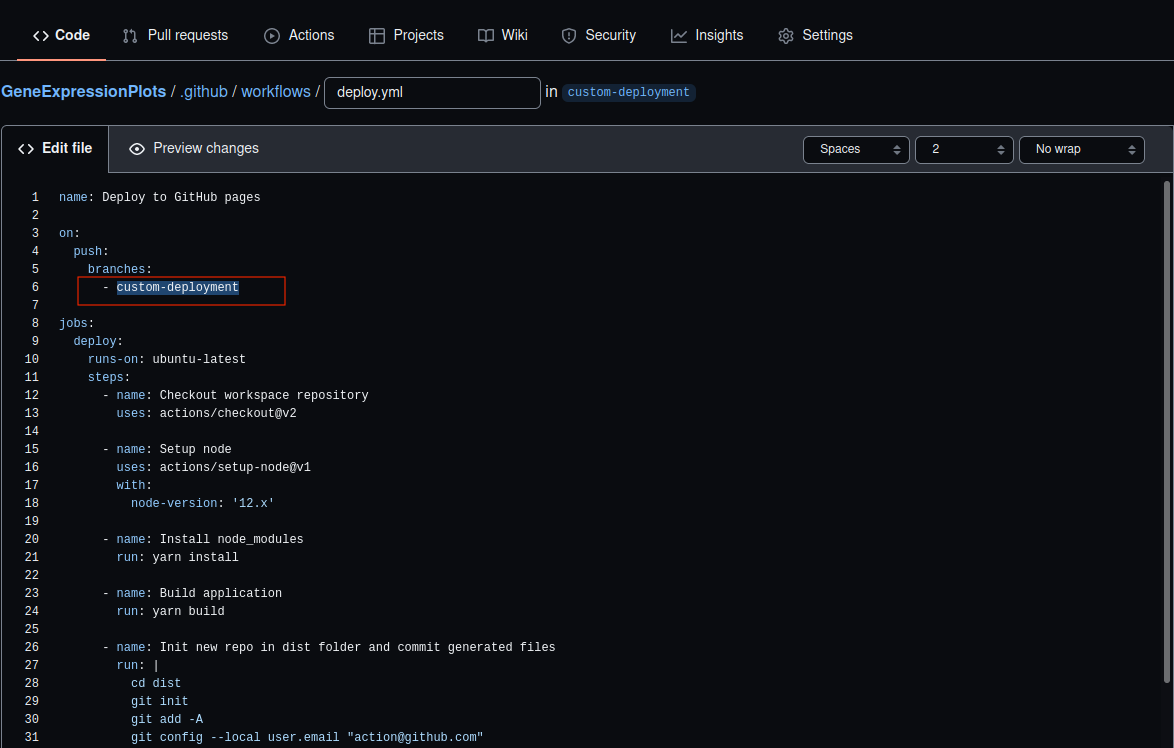 Code Pull requests Actions Projects Wiki Security Insights Settings
GeneExpressionPlots / .github / workflows / deploy.yml in custom-deployment
Edit file Preview changes Spaces 2 No wrap
1 name: Deploy to GitHub pages
2
3 on:
4 push:
5 branches:
6 - custom-deployment
7
8 jobs:
9 deploy:
10 runs-on: ubuntu-latest
11 steps:
12 - name: Checkout workspace repository
13 uses: actions/checkout@v2
14
15 - name: Setup node
16 uses: actions/setup-node@v1
17 with:
18 node-version: '12.x'
19
20 - name: Install node_modules
21 run: yarn install
22
23 - name: Build application
24 run: yarn build
25
26 - name: Init new repo in dist folder and commit generated files
27 run: |
28 cd dist
29 git init
30 git add -A
31 git config --local user.email "action@github.com"